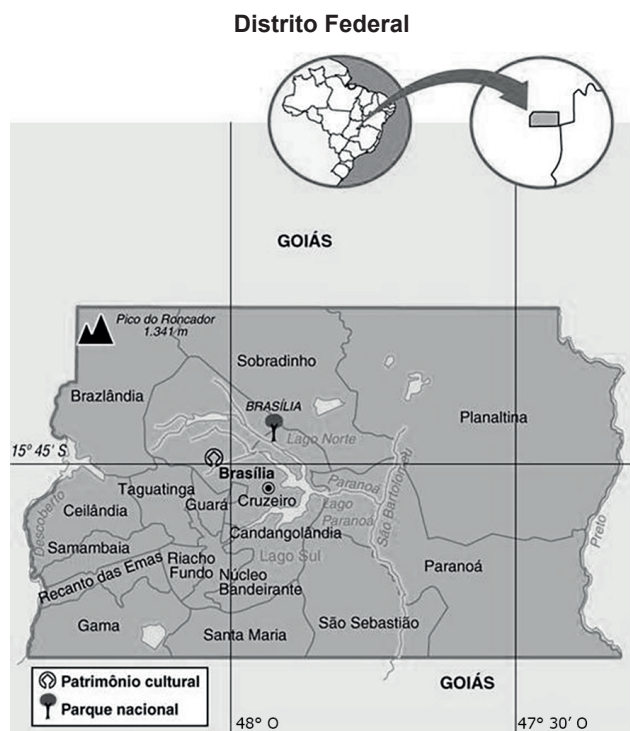 Distrito Federal
GOIÁS
Pico do Roncador
1.341 m
Sobradinho
Brazlândia
BRASÍLIA
Planaltina
Lago Norte
15º 45' S
Brasília
Taguatinga
Paranoá
Guará
Cruzeiro
Ceilândia
Lago
Paranoá
Descoberto
São Bartolomeu
Preto
Candangolândia
Samambaia
Lago Sul
Riacho
Fundo
Recanto das Emas
Núcleo
Bandeirante
Paranoá
Gama
São Sebastião
Santa Maria
GOIÁS
Patrimônio cultural
Parque nacional
48° O
47° 30′ O